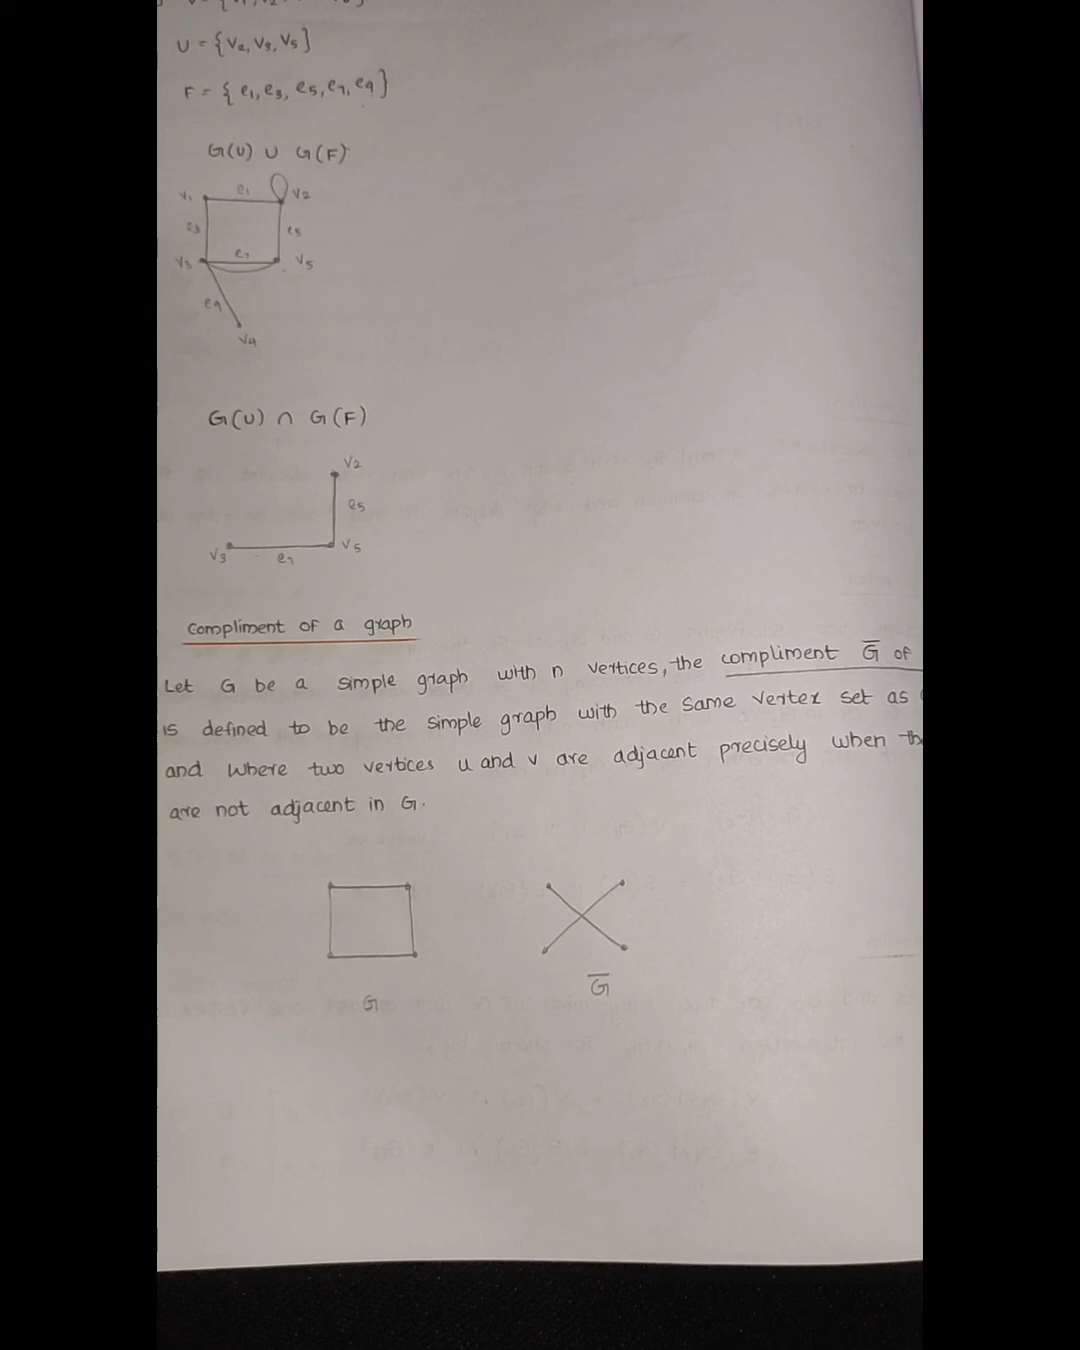 U = {V2, V3, V5}
F = { e1, e3, e5, e7, e9 }
G(U) ∪ G(F)
V1 e1 V2
e3 e5
V3 e7 V5
e9
V4
G(U) ∩ G(F)
V2
e5
V3 e7 V5
Compliment of a graph
Let G be a simple graph with n vertices, the compliment G̅ of
is defined to be the simple graph with the same vertex set as
and where two vertices u and v are adjacent precisely when th
are not adjacent in G.
G G̅